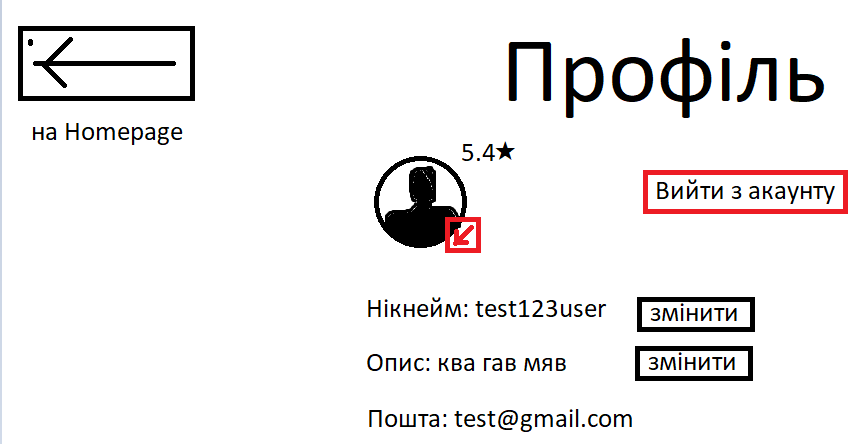 Профіль
на Homepage
5.4★
Вийти з акаунту
Нікнейм: test123user
змінити
Опис: ква гав мяв
змінити
Пошта: test@gmail.com